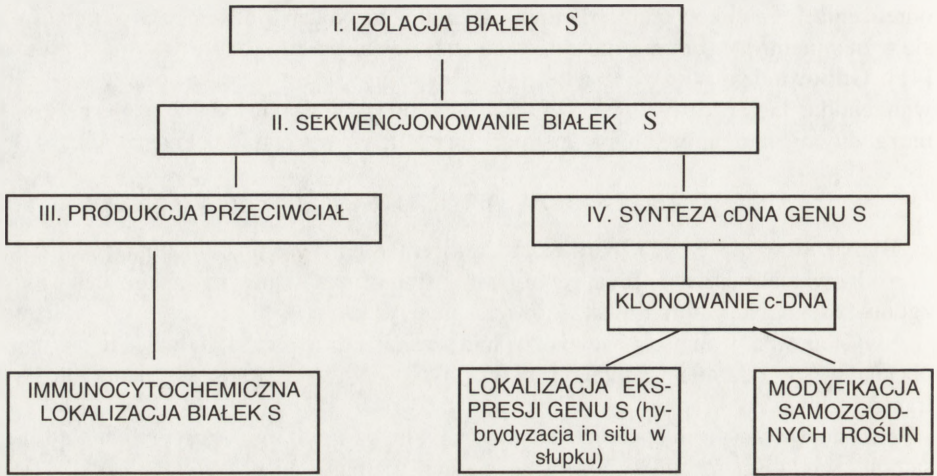 I. IZOLACJA BIAŁEK S
II. SEKWENCJONOWANIE BIAŁEK S
III. PRODUKCJA PRZECIWCIAŁ
IV. SYNTEZA cDNA GENU S
KLONOWANIE c-DNA
IMMUNOCYTOCHEMICZNA
LOKALIZACJA BIAŁEK S
LOKALIZACJA EKS-
PRESJI GENU S (hy-
brydyzacja in situ w
słupku)
MODYFIKACJA
SAMOZGOD-
NYCH ROŚLIN